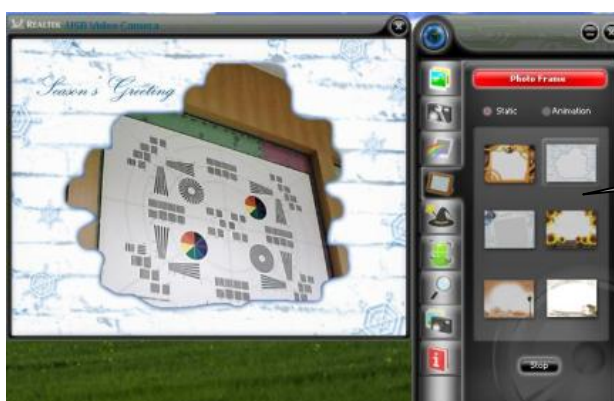 REALTEK USB Video Camera
Season's Greeting
Photo Frame
Static
Animation
Stop